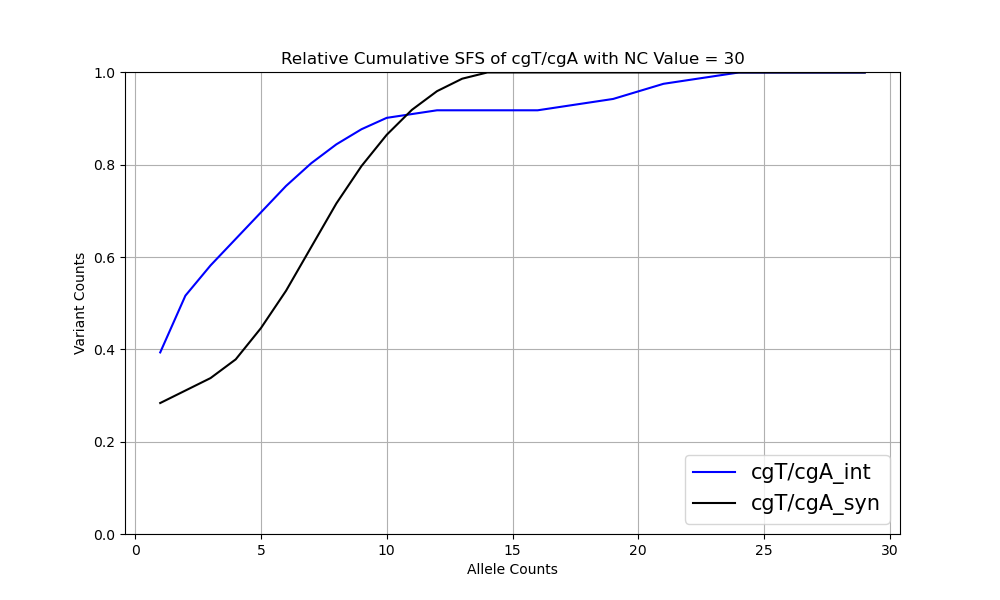 Relative Cumulative SFS of cgT/cgA with NC Value = 30
1.0
0.8
0.6
0.4
0.2
0.0
Variant Counts
cgT/cgA_int
cgT/cgA_syn
0 5 10 15 20 25 30
Allele Counts